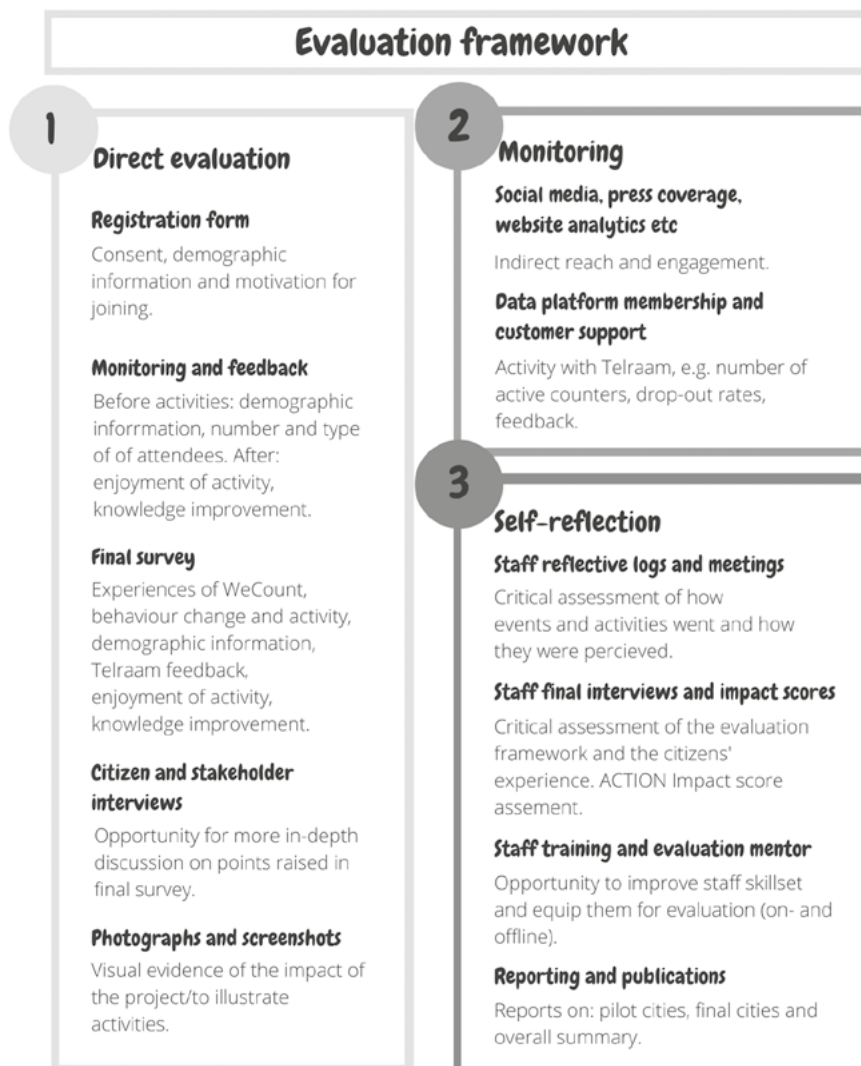 Evaluation framework
1
Direct evaluation
Registration form
Consent, demographic
information and motivation for
joining.
Monitoring and feedback
Before activities: demographic
inforrmation, number and type
of of attendees. After:
enjoyment of activity,
knowledge improvement.
Final survey
Experiences of WeCount,
behaviour change and activity,
demographic information,
Telraam feedback,
enjoyment of activity,
knowledge improvement.
Citizen and stakeholder
interviews
Opportunity for more in-depth
discussion on points raised in
final survey.
Photographs and screenshots
Visual evidence of the impact of
the project/to illustrate
activities.
2
Monitoring
Social media, press coverage,
website analytics etc
Indirect reach and engagement.
Data platform membership and
customer support
Activity with Telraam, e.g. number of
active counters, drop-out rates,
feedback.
3
Self-reflection
Staff reflective logs and meetings
Critical assessment of how
events and activities went and how
they were percieved.
Staff final interviews and impact scores
Critical assessment of the evaluation
framework and the citizens'
experience. ACTION Impact score
assement.
Staff training and evaluation mentor
Opportunity to improve staff skillset
and equip them for evaluation (on- and
offline).
Reporting and publications
Reports on: pilot cities, final cities and
overall summary.